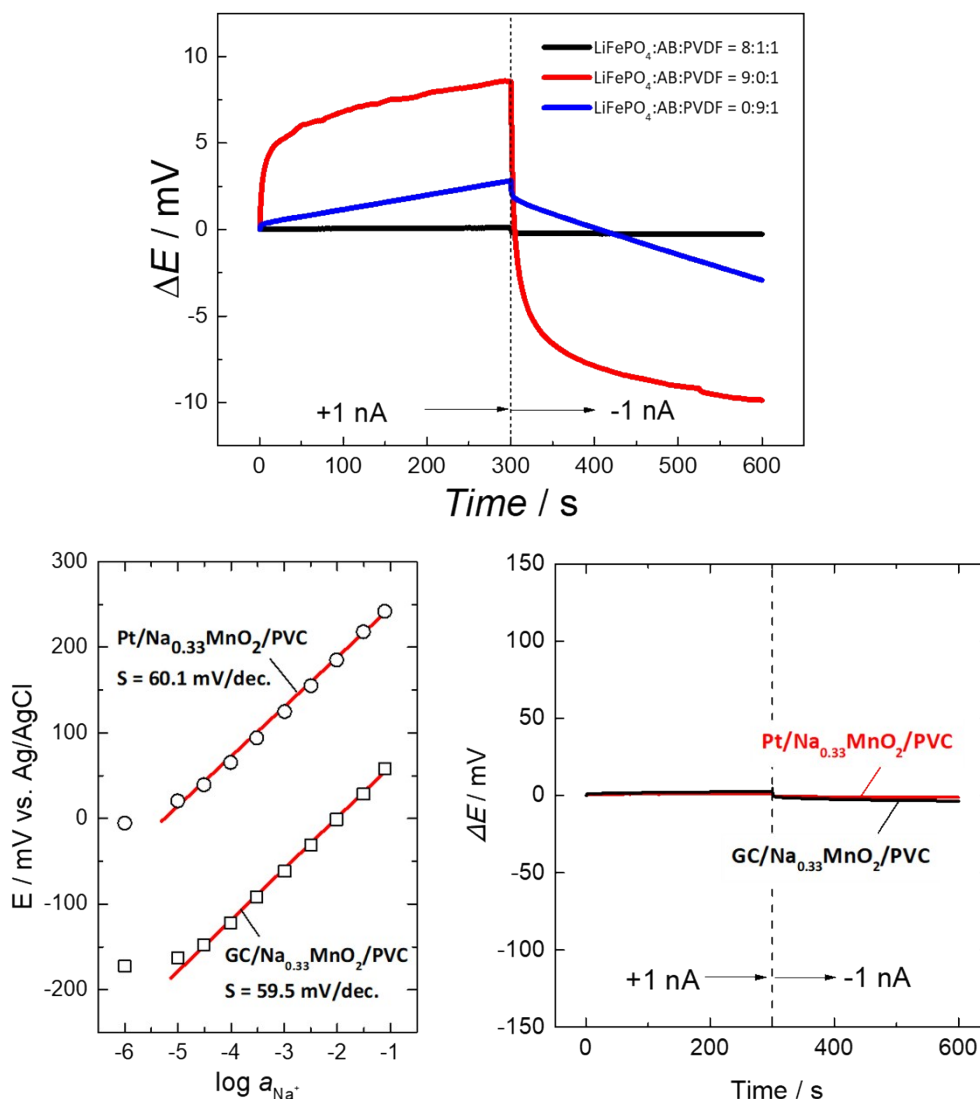 10
5
0
-5
-10
ΔE / mV
LiFePO₄:AB:PVDF = 8:1:1
LiFePO₄:AB:PVDF = 9:0:1
LiFePO₄:AB:PVDF = 0:9:1
+1 nA
-1 nA
0 100 200 300 400 500 600
Time / s
300
200
100
0
-100
-200
E / mV vs. Ag/AgCl
Pt/Na₀.₃₃MnO₂/PVC
S = 60.1 mV/dec.
GC/Na₀.₃₃MnO₂/PVC
S = 59.5 mV/dec.
-6 -5 -4 -3 -2 -1
log a Na⁺
150
100
50
0
-50
-100
-150
ΔE / mV
Pt/Na₀.₃₃MnO₂/PVC
GC/Na₀.₃₃MnO₂/PVC
+1 nA
-1 nA
0 200 400 600
Time / s